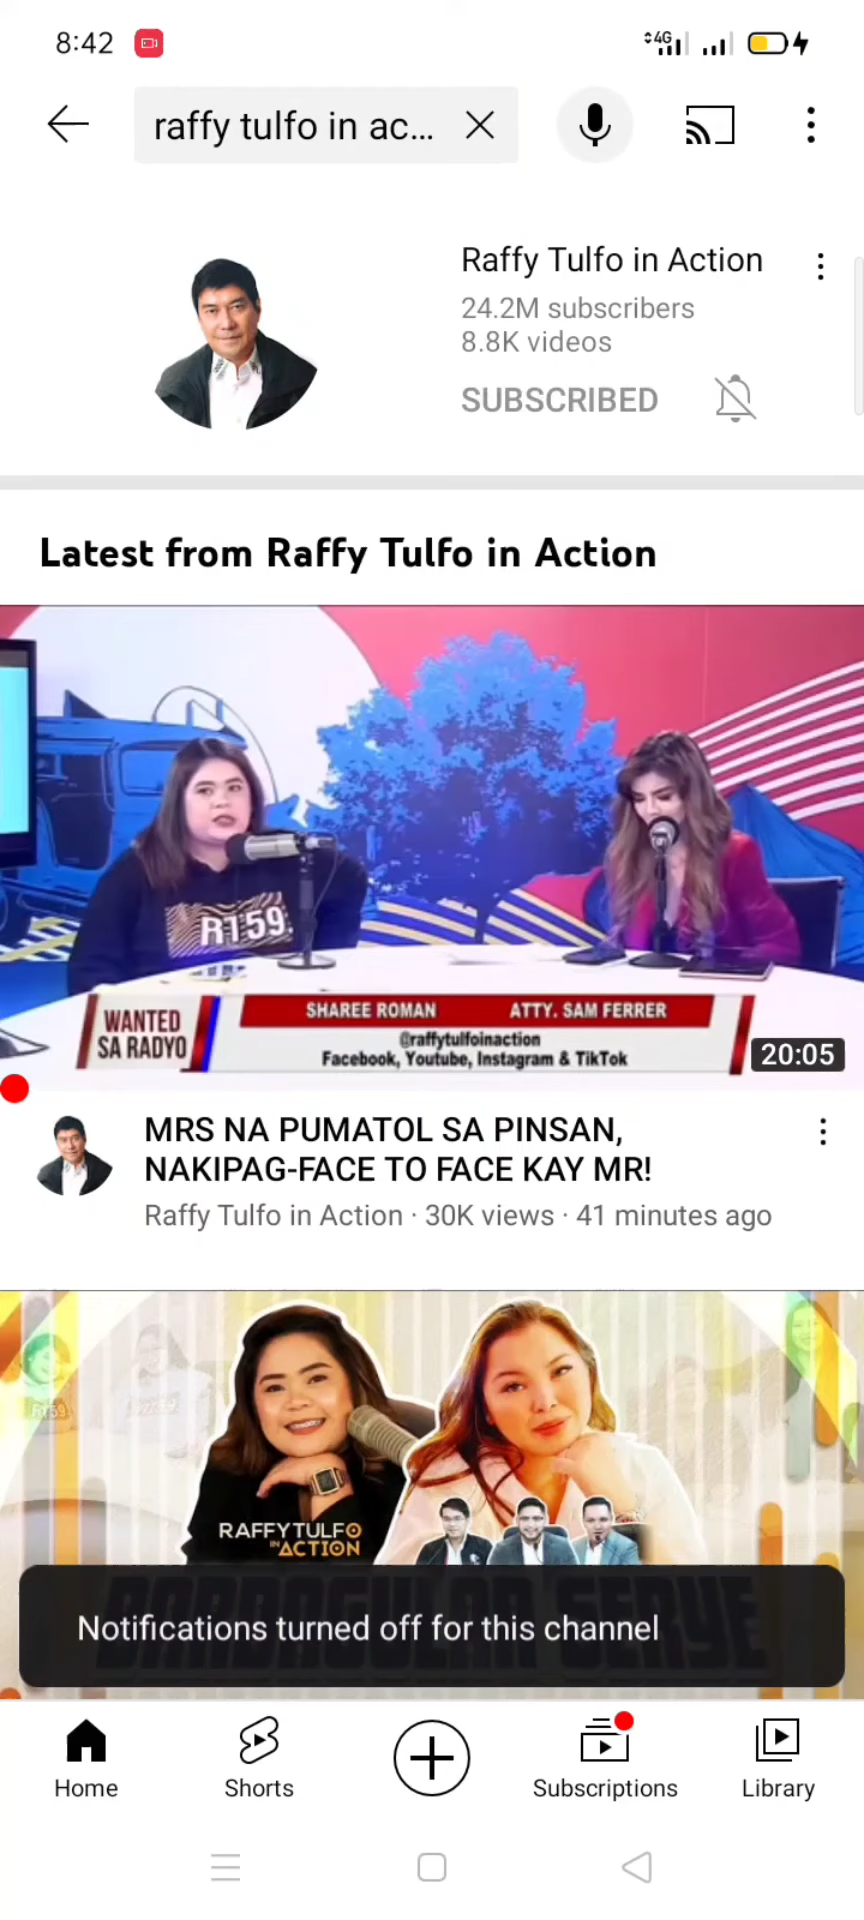 8:42
4G
raffy tulfo in ac...
Raffy Tulfo in Action
24.2M subscribers
8.8K videos
SUBSCRIBED
Latest from Raffy Tulfo in Action
RT59
WANTED
SA RADYO
SHAREE ROMAN ATTY. SAM FERRER
@raffytulfoinaction
Facebook, Youtube, Instagram & TikTok
20:05
MRS NA PUMATOL SA PINSAN,
NAKIPAG-FACE TO FACE KAY MR!
Raffy Tulfo in Action · 30K views · 41 minutes ago
RT59
RAFFY TULFO
IN ACTION
Notifications turned off for this channel
Home
Shorts
Subscriptions
Library